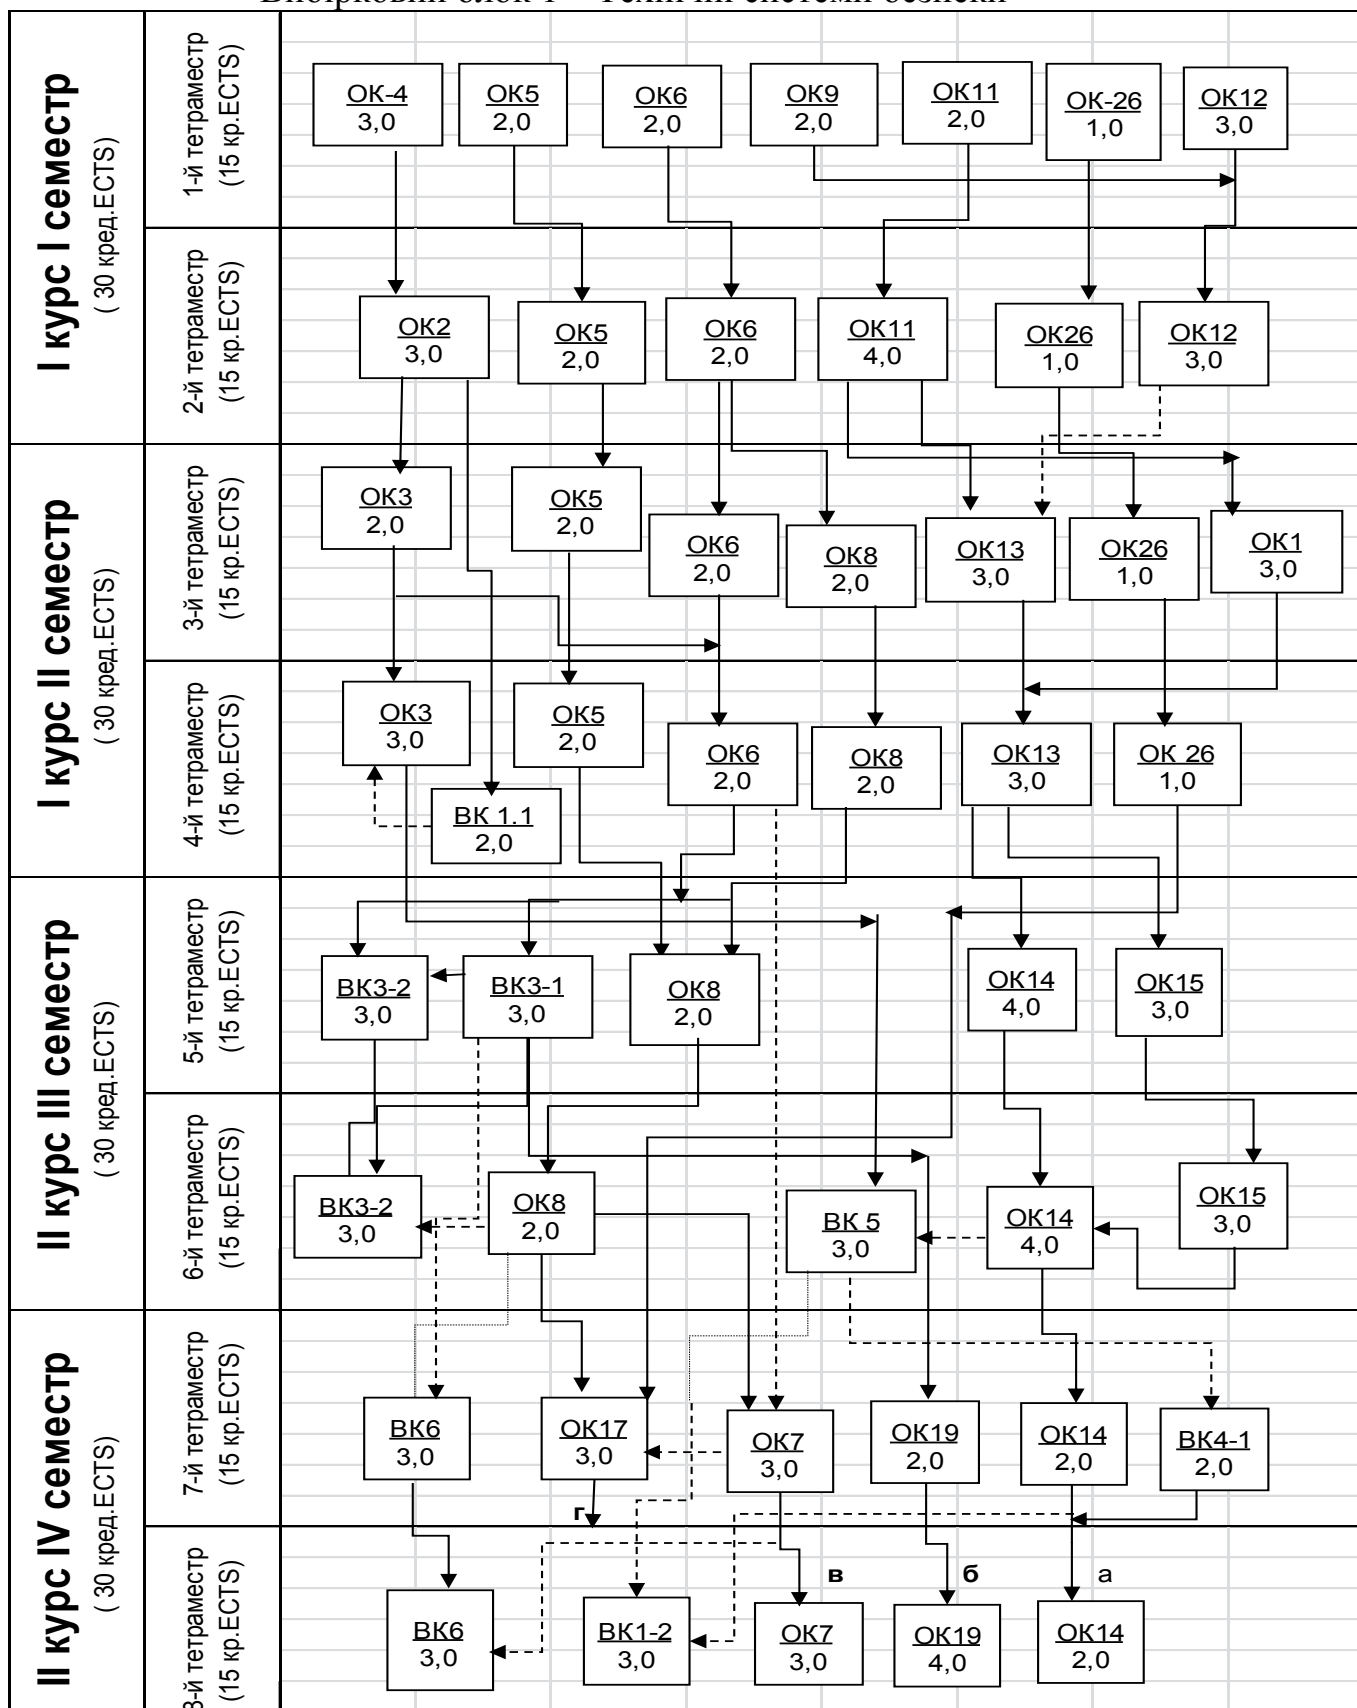 I курс I семестр
( 30 кред.ECTS)
1-й тетраместр
(15 кр.ECTS)
ОК-4
3,0
ОК5
2,0
ОК6
2,0
ОК9
2,0
ОК11
2,0
ОК-26
1,0
ОК12
3,0
2-й тетраместр
(15 кр.ECTS)
ОК2
3,0
ОК5
2,0
ОК6
2,0
ОК11
4,0
ОК26
1,0
ОК12
3,0
I курс II семестр
( 30 кред.ECTS)
3-й тетраместр
(15 кр.ECTS)
ОК3
2,0
ОК5
2,0
ОК6
2,0
ОК8
2,0
ОК13
3,0
ОК26
1,0
ОК1
3,0
4-й тетраместр
(15 кр.ECTS)
ОК3
3,0
ВК 1.1
2,0
ОК5
2,0
ОК6
2,0
ОК8
2,0
ОК13
3,0
ОК 26
1,0
II курс III семестр
( 30 кред.ECTS)
5-й тетраместр
(15 кр.ECTS)
ВК3-2
3,0
ВК3-1
3,0
ОК8
2,0
ОК14
4,0
ОК15
3,0
6-й тетраместр
(15 кр.ECTS)
ВК3-2
3,0
ОК8
2,0
ВК 5
3,0
ОК14
4,0
ОК15
3,0
II курс IV семестр
( 30 кред.ECTS)
7-й тетраместр
(15 кр.ECTS)
ВК6
3,0
ОК17
3,0
ОК7
3,0
ОК19
2,0
ОК14
2,0
ВК4-1
2,0
г
тетраместр
(15 кр.ECTS)
в
б
а
ВК6
3,0
ВК1-2
3,0
ОК7
3,0
ОК19
4,0
ОК14
2,0